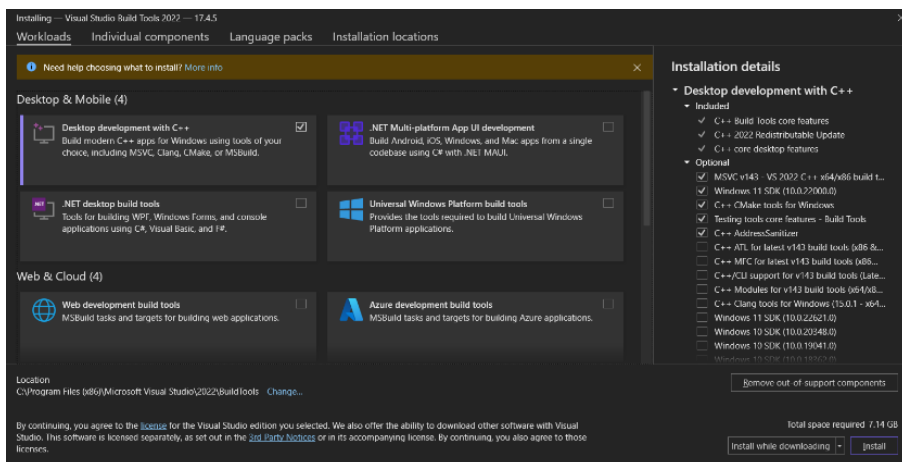 Installing — Visual Studio Build Tools 2022 — 17.4.5
Workloads Individual components Language packs Installation locations
Need help choosing what to install? More info
Desktop & Mobile (4)
Desktop development with C++
Build modern C++ apps for Windows using tools of your
choice, including MSVC, Clang, CMake, or MSBuild.
.NET Multi-platform App UI development
Build Android, iOS, Windows, and Mac apps from a single
codebase using C# with .NET MAUI.
.NET desktop build tools
Tools for building WPF, Windows Forms, and console
applications using C#, Visual Basic, and F#.
Universal Windows Platform build tools
Provides the tools required to build Universal Windows
Platform applications.
Web & Cloud (4)
Web development build tools
MSBuild tasks and targets for building web applications.
Azure development build tools
MSBuild tasks and targets for building Azure applications.
Installation details
Desktop development with C++
Included
C++ Build Tools core features
C++ 2022 Redistributable Update
C++ core desktop features
Optional
MSVC v143 - VS 2022 C++ x64/x86 build t...
Windows 11 SDK (10.0.22000.0)
C++ CMake tools for Windows
Testing tools core features - Build Tools
C++ AddressSanitizer
C++ ATL for latest v143 build tools (x86 &...
C++ MFC for latest v143 build tools (x86...
C++/CLI support for v143 build tools (Late...
C++ Modules for v143 build tools (x64/x8...
C++ Clang tools for Windows (15.0.1 - x64...
Windows 11 SDK (10.0.22621.0)
Windows 10 SDK (10.0.20348.0)
Windows 10 SDK (10.0.19041.0)
Windows 10 SDK (10.0.18362.0)
Location
C:\Program Files (x86)\Microsoft Visual Studio\2022\BuildTools Change...
Remove out-of-support components
By continuing, you agree to the license for the Visual Studio edition you selected. We also offer the ability to download other software with Visual
Studio. This software is licensed separately, as set out in the 3rd Party Notices or in its accompanying license. By continuing, you also agree to those
licenses.
Total space required 7.14 GB
Install while downloading Install